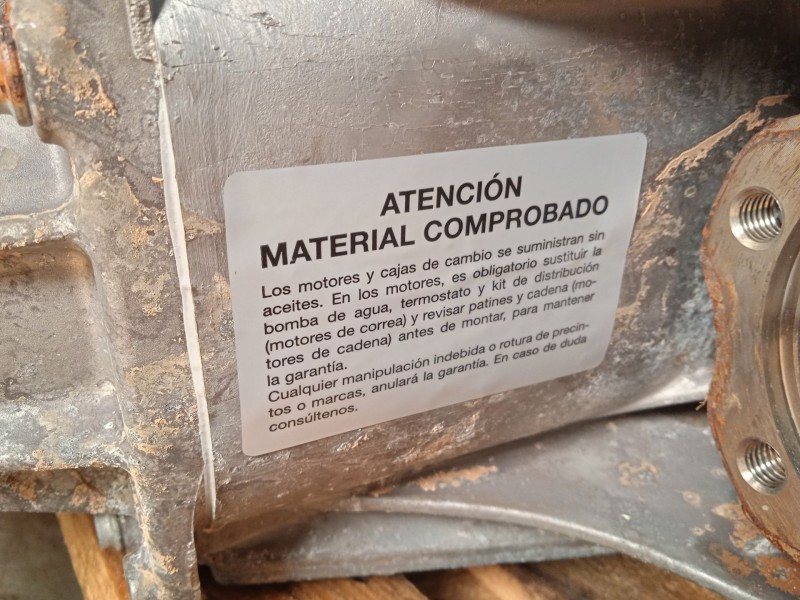 ATENCIÓN
MATERIAL COMPROBADO
Los motores y cajas de cambio se suministran sin
aceites. En los motores, es obligatorio sustituir la
bomba de agua, termostato y kit de distribución
(motores de correa) y revisar patines y cadena (mo-
tores de cadena) antes de montar, para mantener
la garantía.
Cualquier manipulación indebida o rotura de precin-
tos o marcas, anulará la garantía. En caso de duda
consúltenos.